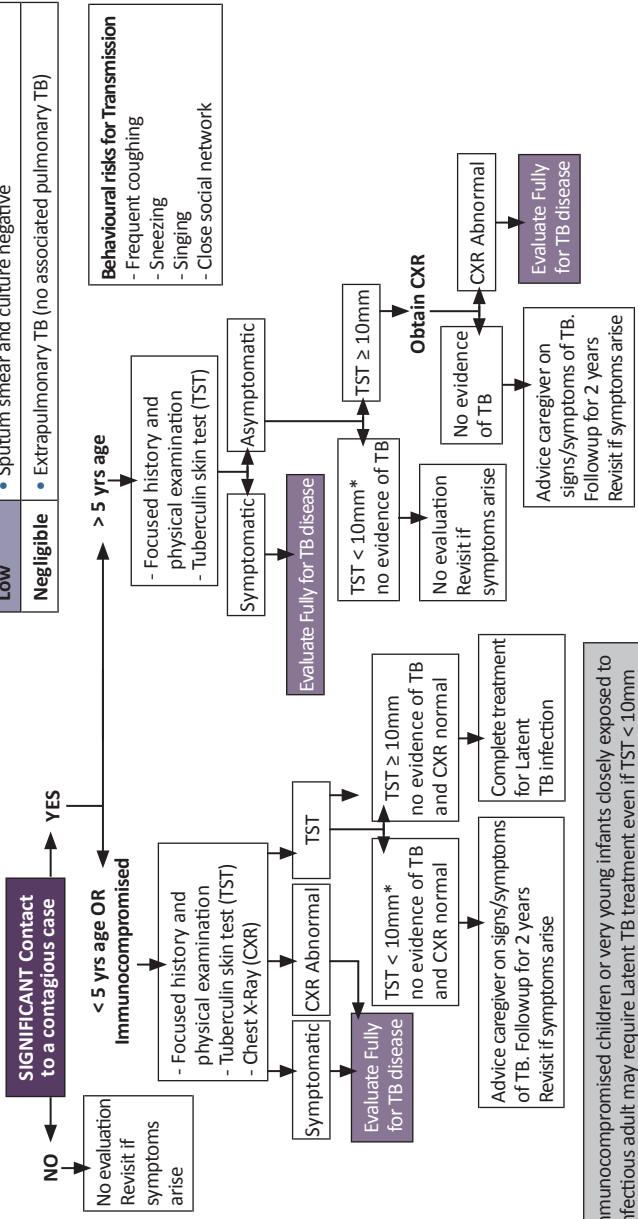 Low
• Sputum smear and culture negative
Negligible
• Extrapulmonary TB (no associated pulmonary TB)
SIGNIFICANT Contact
to a contagious case
NO
YES
No evaluation
Revisit if
symptoms
arise
< 5 yrs age OR
Immunocompromised
> 5 yrs age
- Focused history and
physical examination
- Tuberculin skin test (TST)
- Chest X-Ray (CXR)
Symptomatic
CXR Abnormal
TST
Evaluate Fully
for TB disease
TST < 10mm*
no evidence of TB
and CXR normal
TST ≥ 10mm
no evidence of TB
and CXR normal
Advice caregiver on signs/symptoms
of TB. Followup for 2 years
Revisit if symptoms arise
Complete treatment
for Latent
TB infection
- Focused history and
physical examination
- Tuberculin skin test (TST)
Symptomatic
Asymptomatic
Evaluate Fully for TB disease
TST < 10mm*
no evidence of TB
TST ≥ 10mm
No evaluation
Revisit if
symptoms arise
Obtain CXR
No evidence
of TB
CXR Abnormal
Advice caregiver on
signs/symptoms of TB.
Followup for 2 years
Revisit if symptoms arise
Evaluate Fully
for TB disease
Behavioural risks for Transmission
- Frequent coughing
- Sneezing
- Singing
- Close social network
children or very young infants closely exposed to
adult may require Latent TB treatment even if TST < 10mm